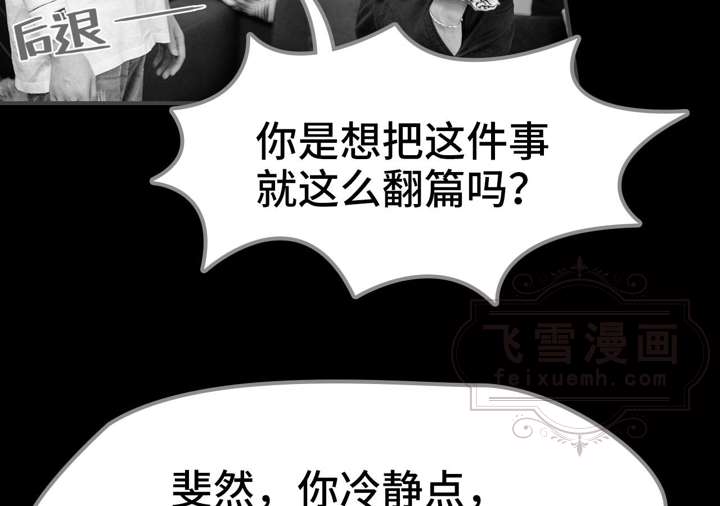 后退
你是想把这件事
就这么翻篇吗？
飞雪漫画
feixuemh.com
斐然，你冷静点，